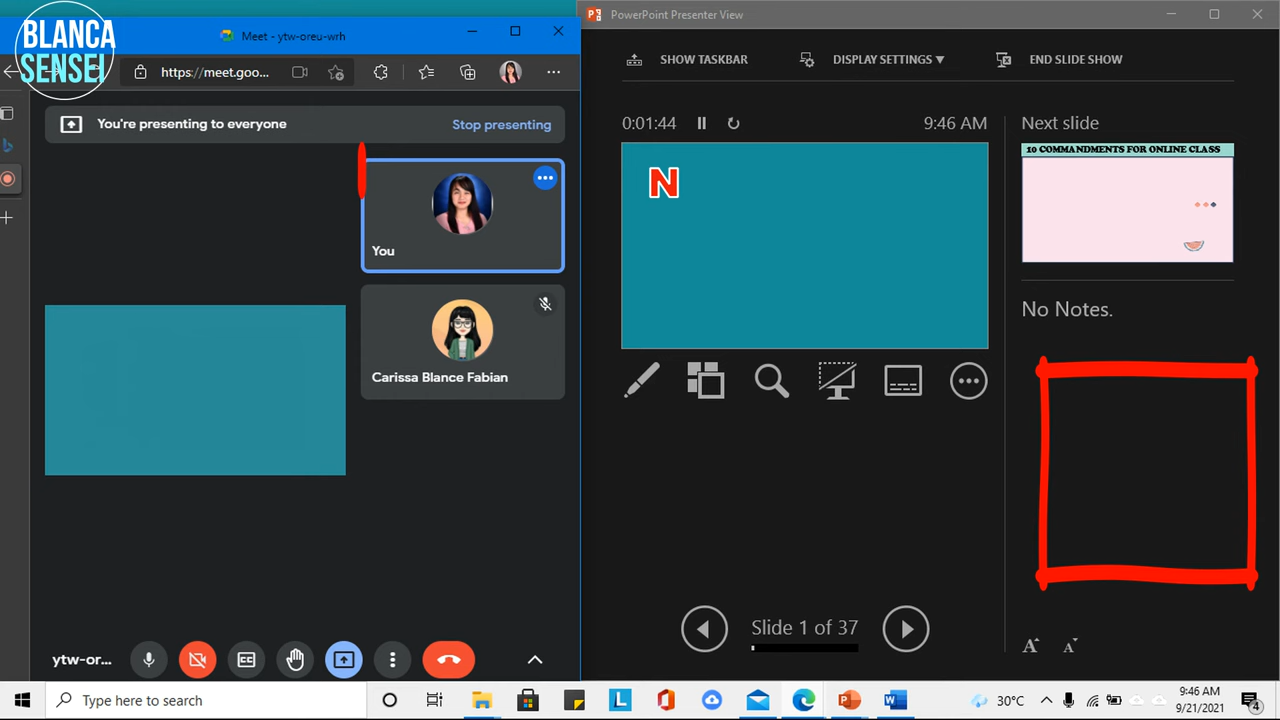 BLANCA
SENSEI
Meet - ytw-oreu-wrh
https://meet.goo...
You're presenting to everyone
Stop presenting
You
Carissa Blance Fabian
ytw-or...
PowerPoint Presenter View
SHOW TASKBAR
DISPLAY SETTINGS ▼
END SLIDE SHOW
0:01:44
9:46 AM
N
Next slide
10 COMMANDMENTS FOR ONLINE CLASS
No Notes.
Slide 1 of 37
A A
Type here to search
30°C
9:46 AM
9/21/2021
4